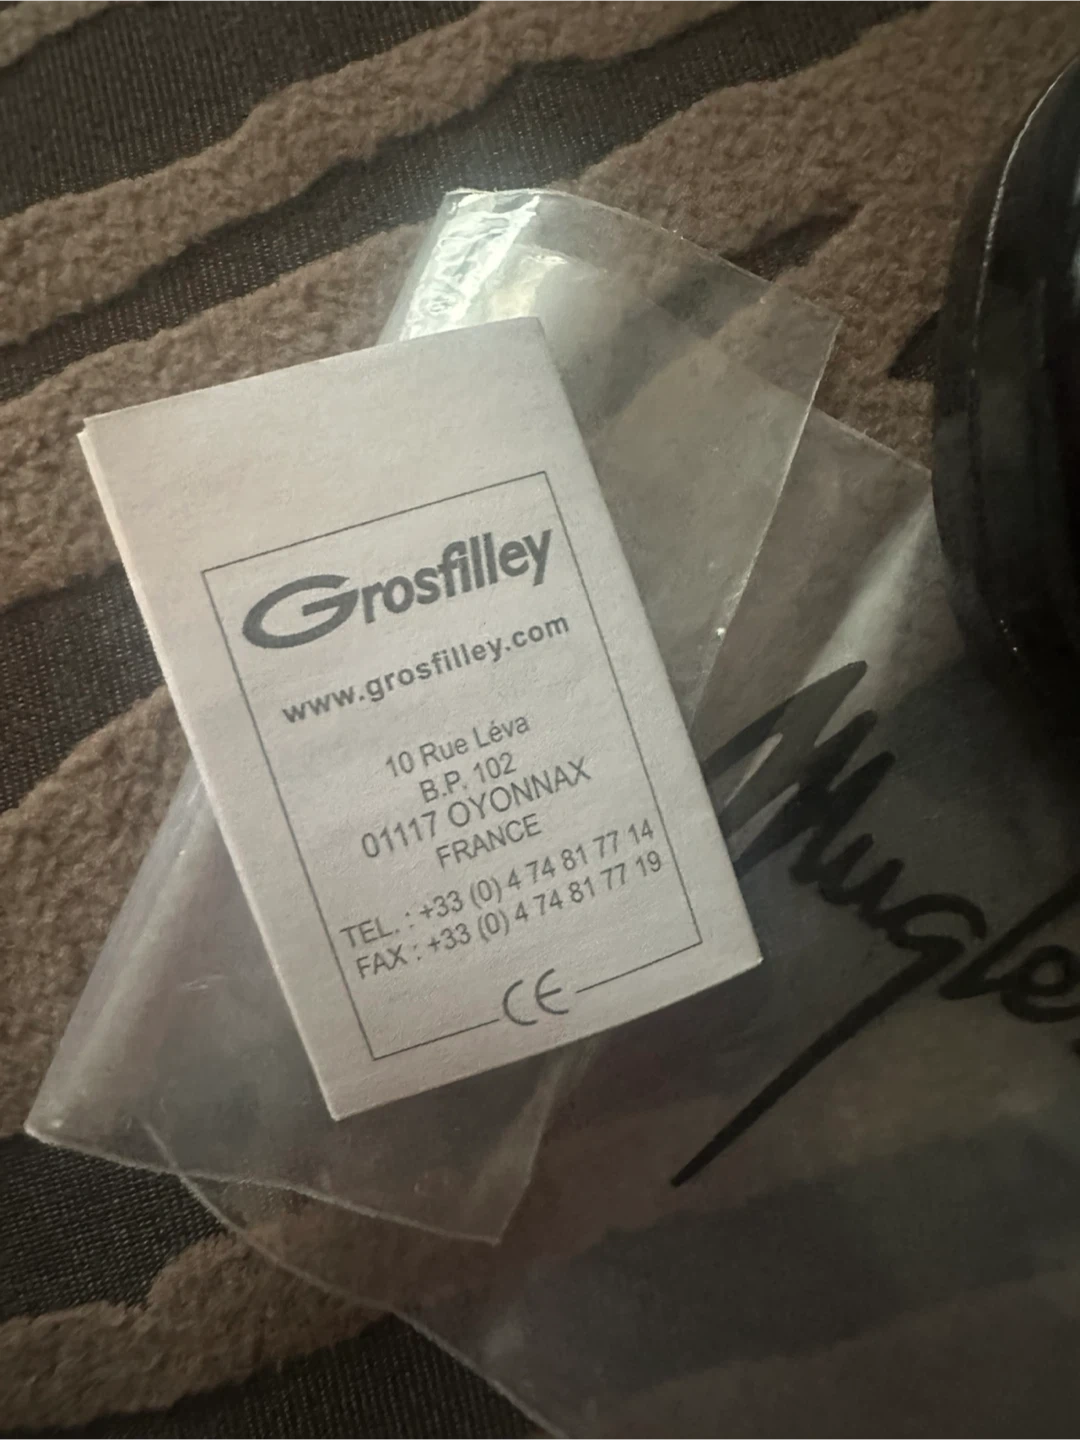 Grosfilley
www.grosfilley.com
10 Rue Léva
B.P. 102
01117 OYONNAX
FRANCE
TEL. : +33 (0) 4 74 81 77 14
FAX : +33 (0) 4 74 81 77 19
CE